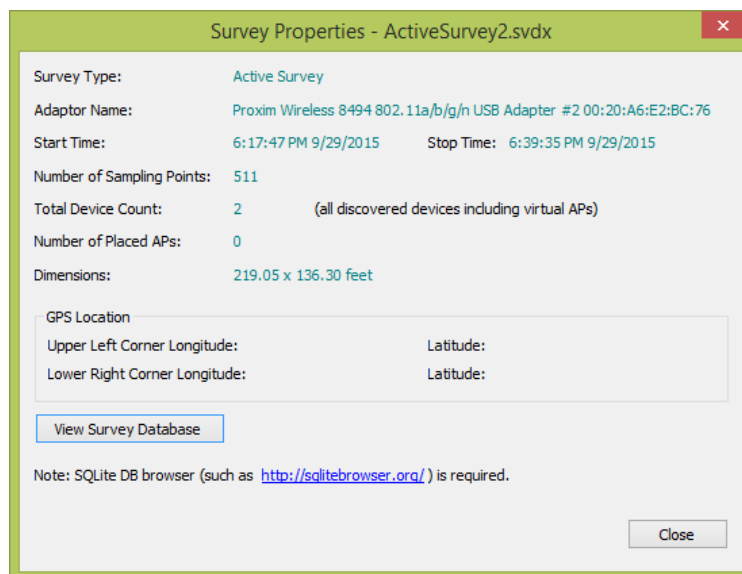 Survey Properties - ActiveSurvey2.svdx
Survey Type: Active Survey
Adaptor Name: Proxim Wireless 8494 802.11a/b/g/n USB Adapter #2 00:20:A6:E2:BC:76
Start Time: 6:17:47 PM 9/29/2015 Stop Time: 6:39:35 PM 9/29/2015
Number of Sampling Points: 511
Total Device Count: 2 (all discovered devices including virtual APs)
Number of Placed APs: 0
Dimensions: 219.05 x 136.30 feet
GPS Location
Upper Left Corner Longitude: Latitude:
Lower Right Corner Longitude: Latitude:
View Survey Database
Note: SQLite DB browser (such as http://sqlitebrowser.org/ ) is required.
Close